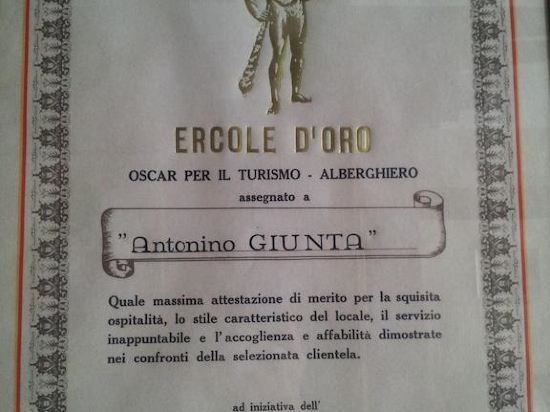 ERCOLE D'ORO
OSCAR PER IL TURISMO - ALBERGHIERO
assegnato a
"Antonino GIUNTA"
Quale massima attestazione di merito per la squisita
ospitalità, lo stile caratteristico del locale, il servizio
inappuntabile e l'accoglienza e affabilità dimostrate
nei confronti della selezionata clientela.
ad iniziativa dell'